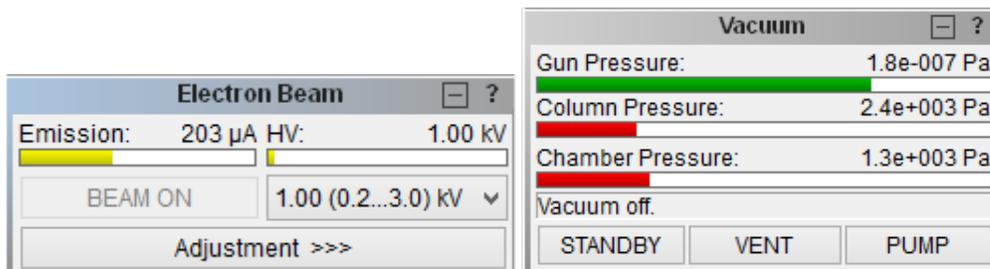 Electron Beam – ?
Emission: 203 µA HV: 1.00 kV
BEAM ON 1.00 (0.2...3.0) kV
Adjustment >>>
Vacuum – ?
Gun Pressure: 1.8e-007 Pa
Column Pressure: 2.4e+003 Pa
Chamber Pressure: 1.3e+003 Pa
Vacuum off.
STANDBY VENT PUMP